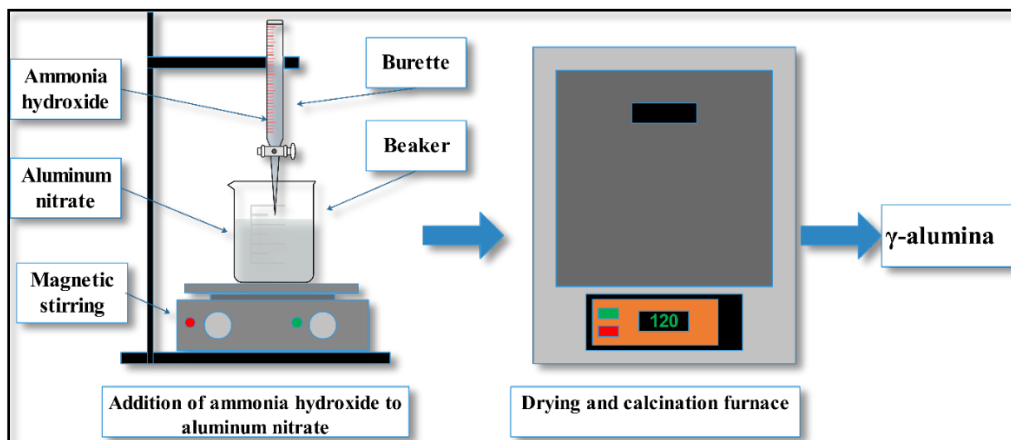 Ammonia
hydroxide
Burette
Aluminum
nitrate
Beaker
Magnetic
stirring
120
γ-alumina
Addition of ammonia hydroxide to
aluminum nitrate
Drying and calcination furnace